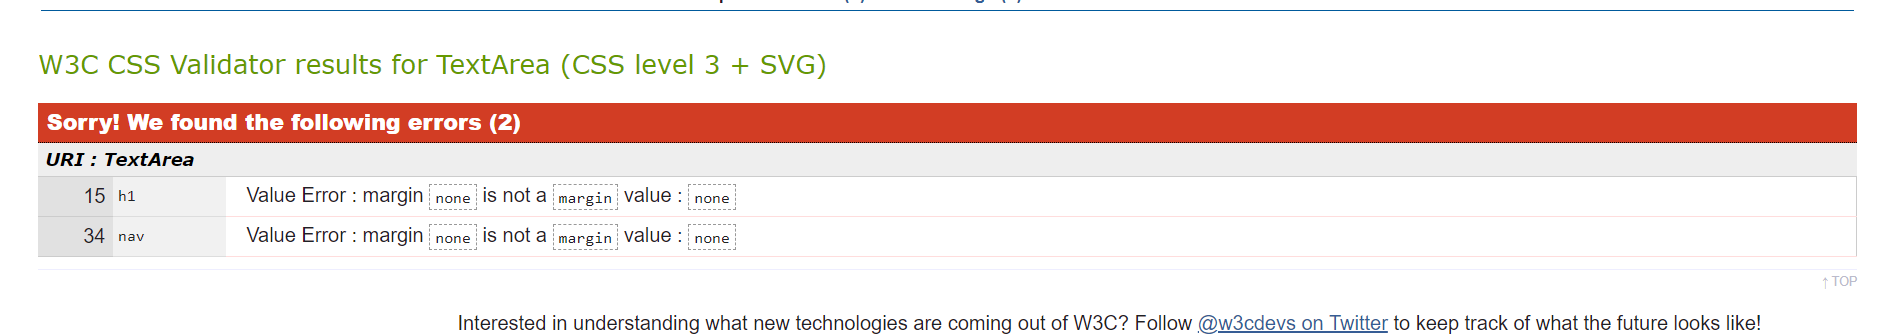 W3C CSS Validator results for TextArea (CSS level 3 + SVG)
Sorry! We found the following errors (2)
URI : TextArea
15 h1 Value Error : margin none is not a margin value : none
34 nav Value Error : margin none is not a margin value : none
↑ TOP
Interested in understanding what new technologies are coming out of W3C? Follow @w3cdevs on Twitter to keep track of what the future looks like!